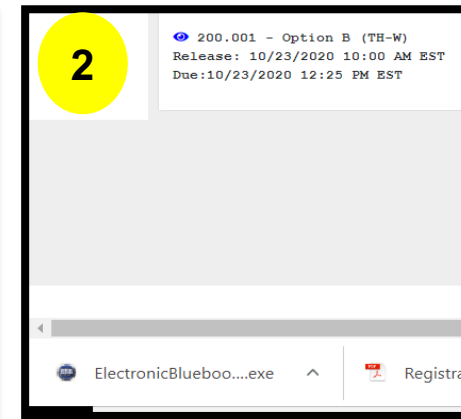 2
200.001 - Option B (TH-W)
Release: 10/23/2020 10:00 AM EST
Due:10/23/2020 12:25 PM EST
ElectronicBlueboo....exe
Registra